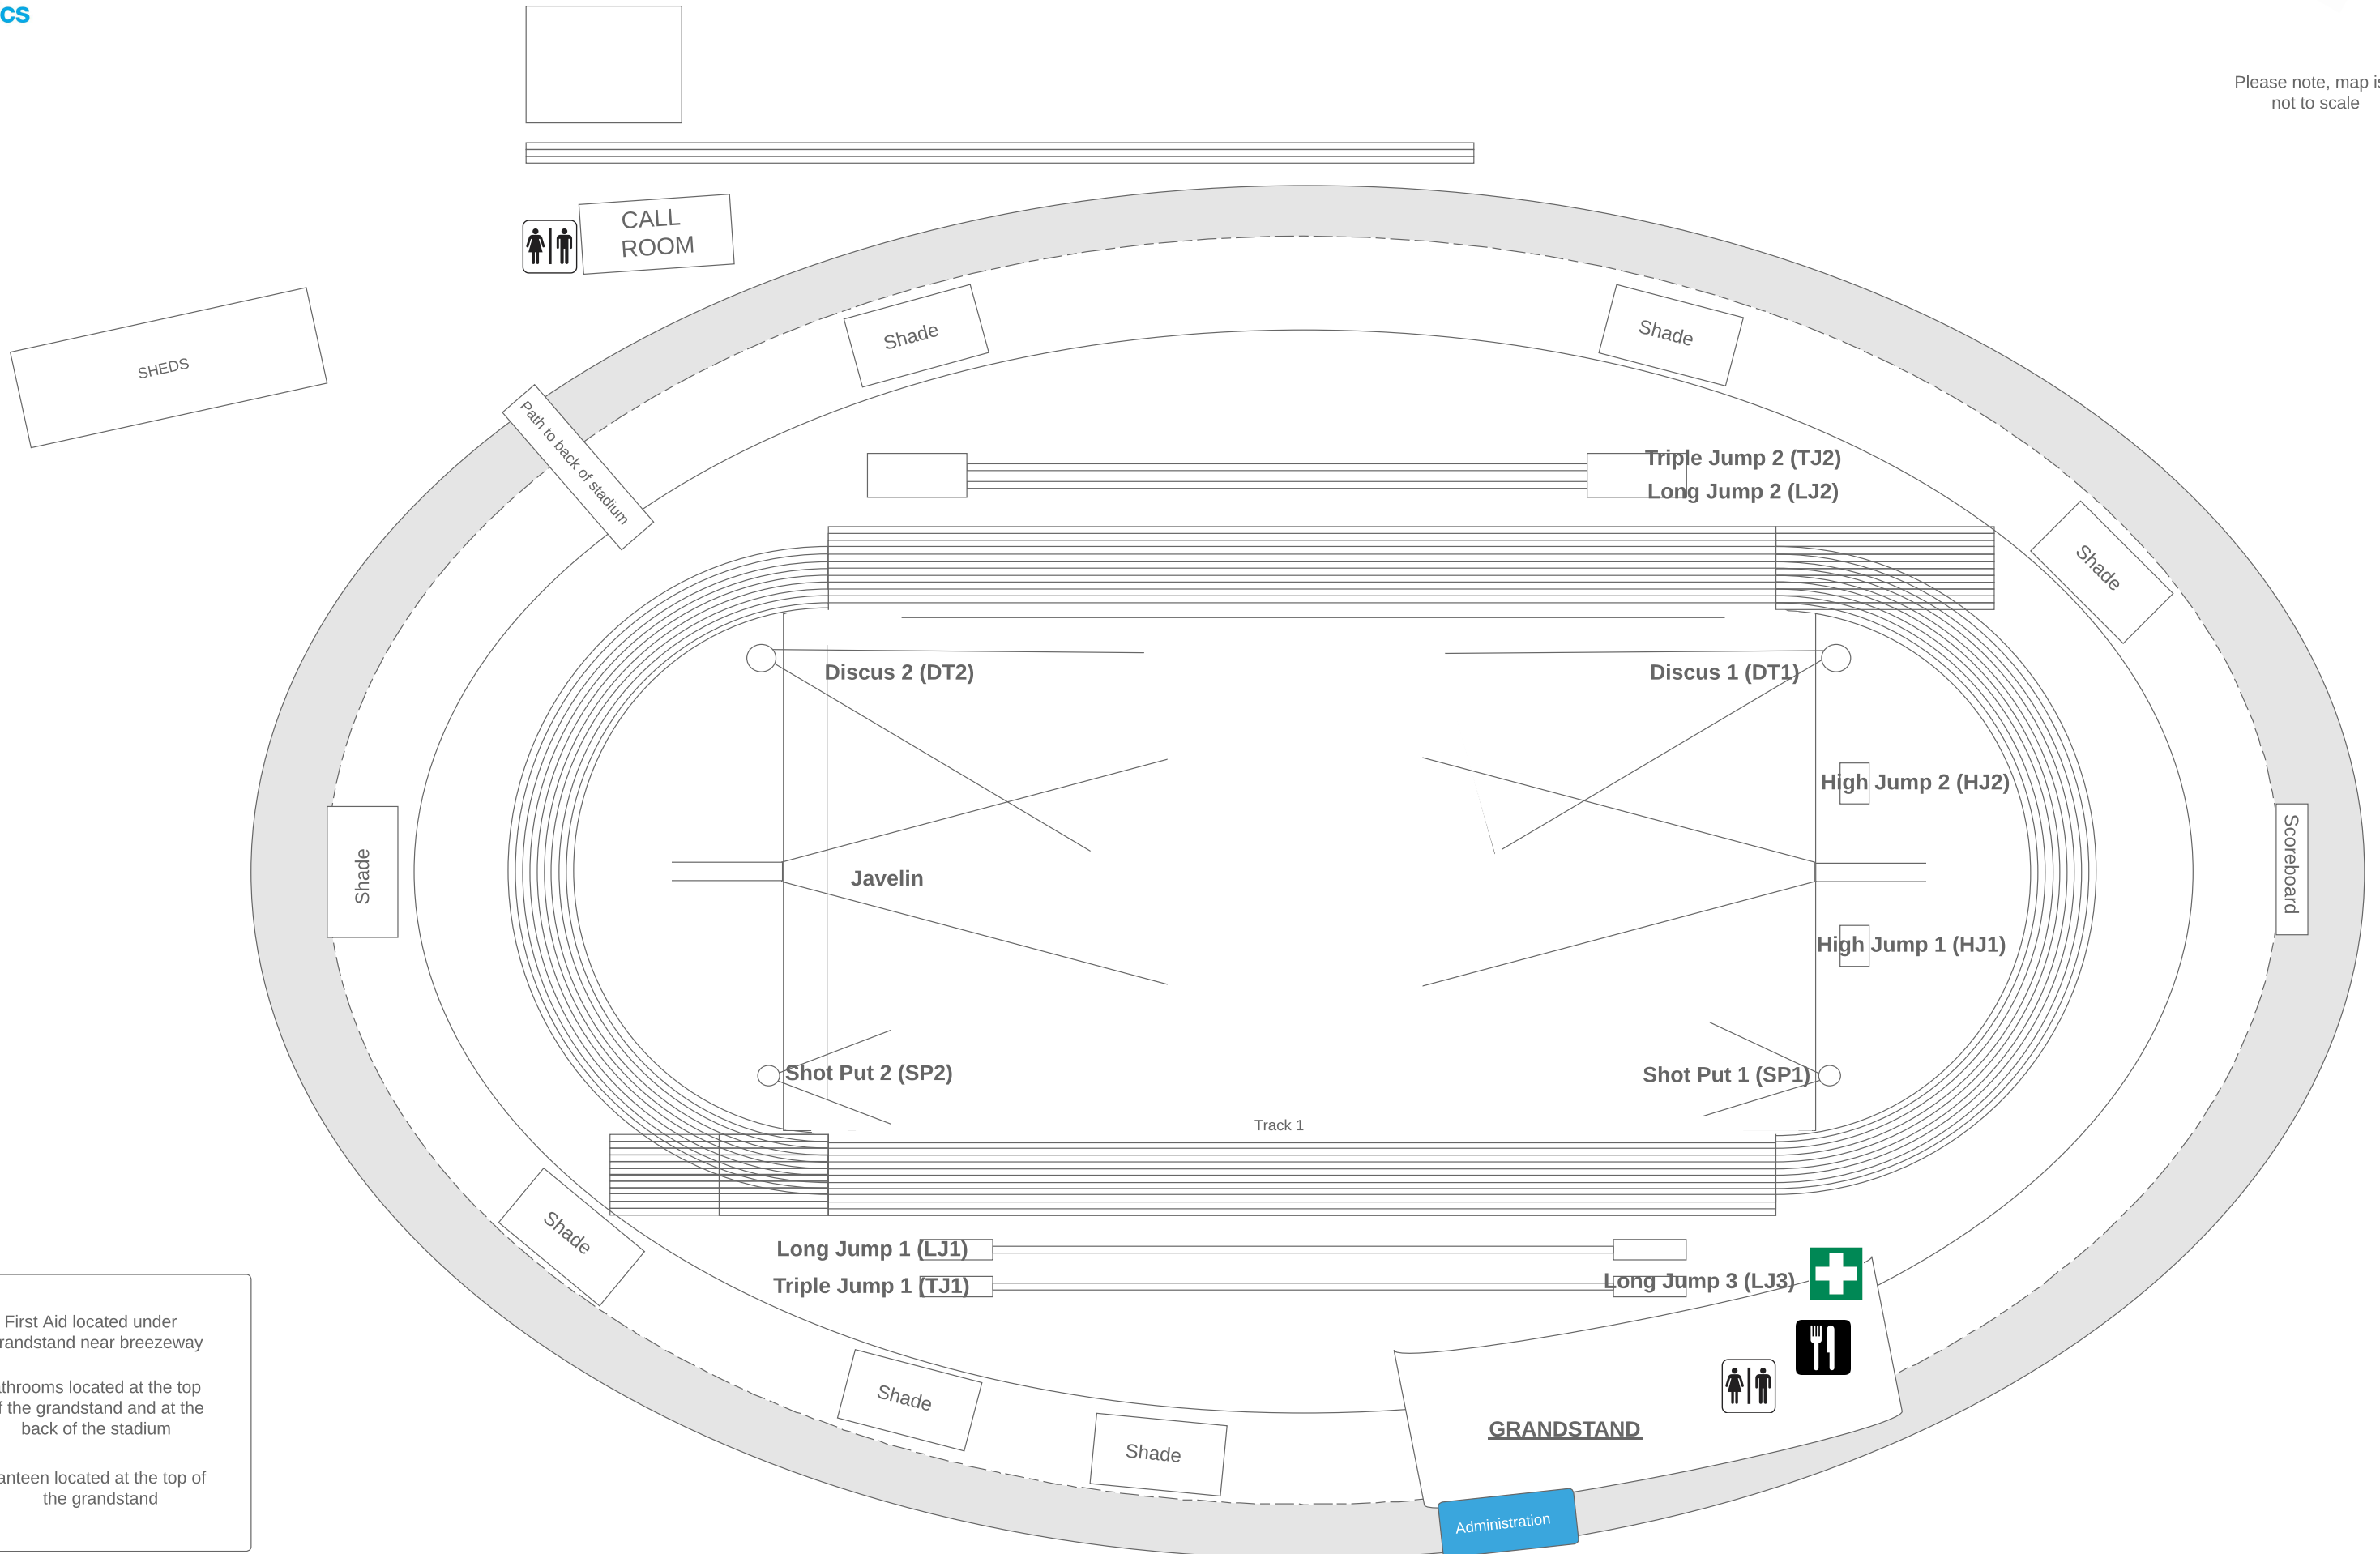 cs
Please note, map is
not to scale
CALL
ROOM
SHEDS
Path to back of stadium
Shade
Shade
Triple Jump 2 (TJ2)
Long Jump 2 (LJ2)
Shade
Discus 2 (DT2)
Discus 1 (DT1)
High Jump 2 (HJ2)
Shade
Scoreboard
Javelin
High Jump 1 (HJ1)
Shot Put 2 (SP2)
Shot Put 1 (SP1)
Track 1
Shade
Long Jump 1 (LJ1)
Triple Jump 1 (TJ1)
Long Jump 3 (LJ3)
First Aid located under
randstand near breezeway
throoms located at the top
f the grandstand and at the
back of the stadium
anteen located at the top of
the grandstand
Shade
Shade
GRANDSTAND
Administration